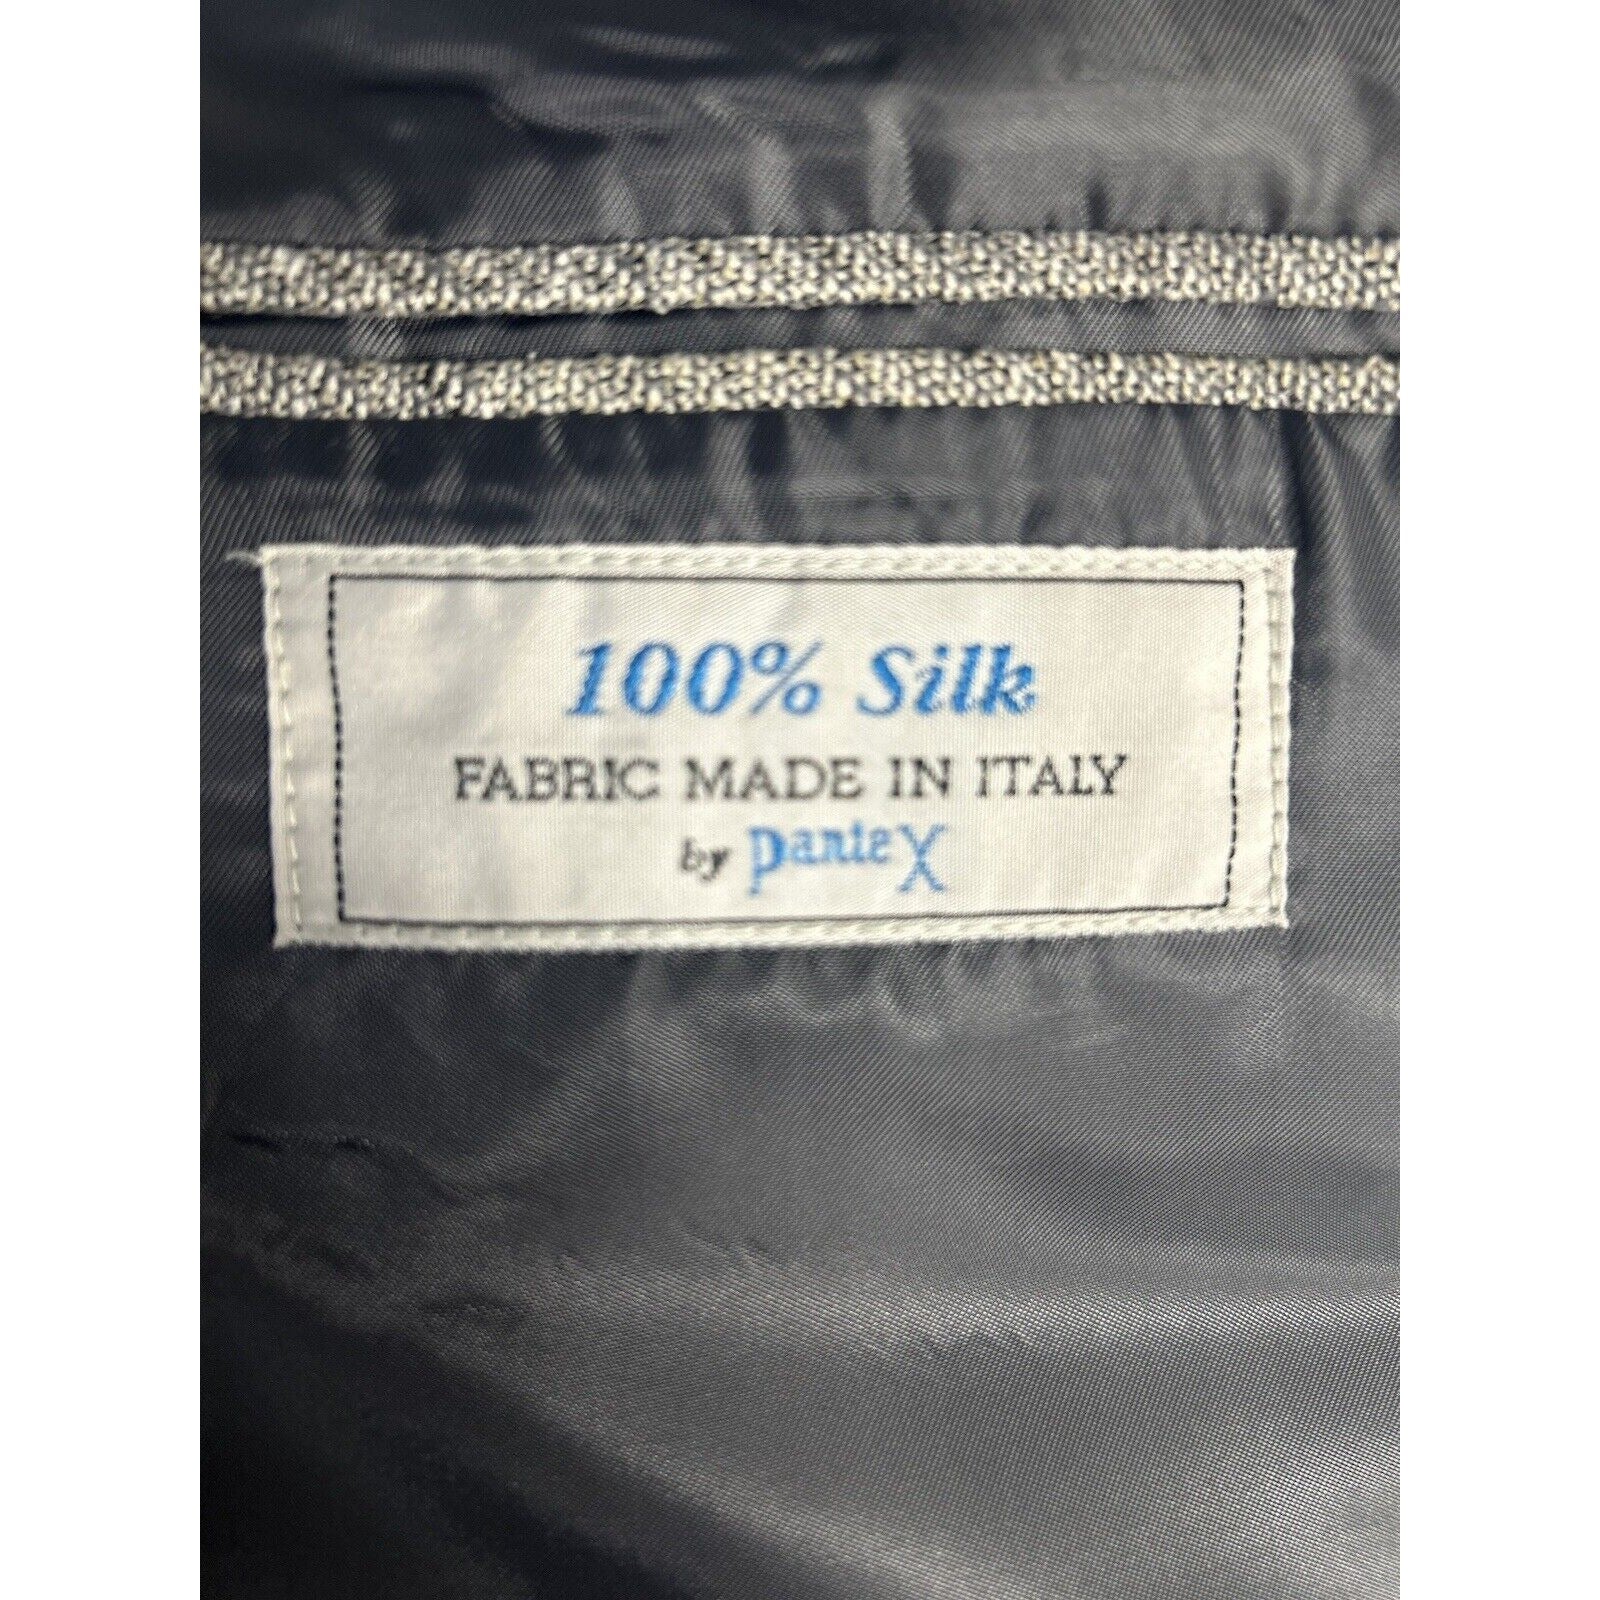 100% Silk
FABRIC MADE IN ITALY
by PanteX